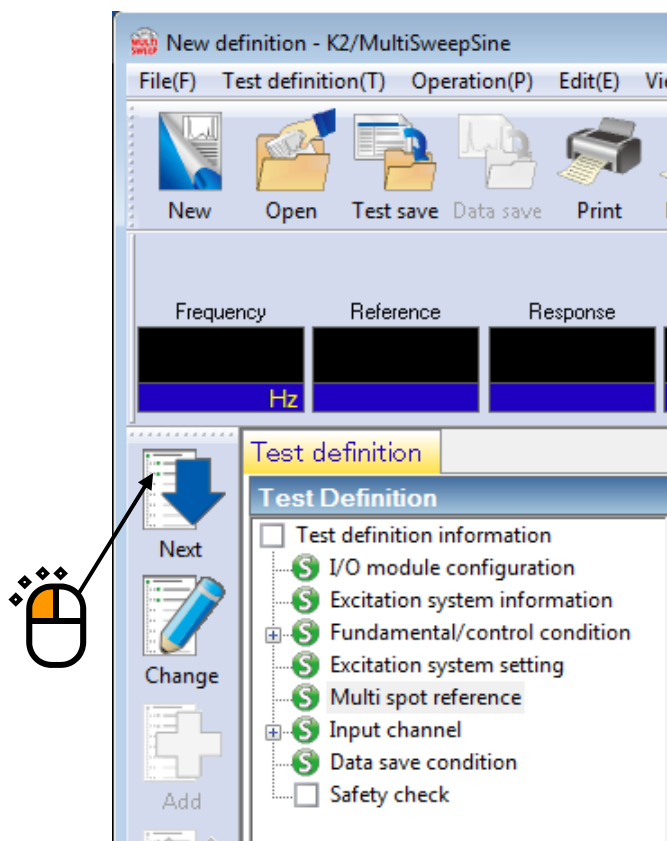 MULTI SWEEP New definition - K2/MultiSweepSine
File(F) Test definition(T) Operation(P) Edit(E)
New Open Test save Data save Print
Frequency Reference Response
Hz
Test definition
Test Definition
Test definition information
S I/O module configuration
S Excitation system information
S Fundamental/control condition
S Excitation system setting
S Multi spot reference
S Input channel
S Data save condition
Safety check
Next
Change
Add